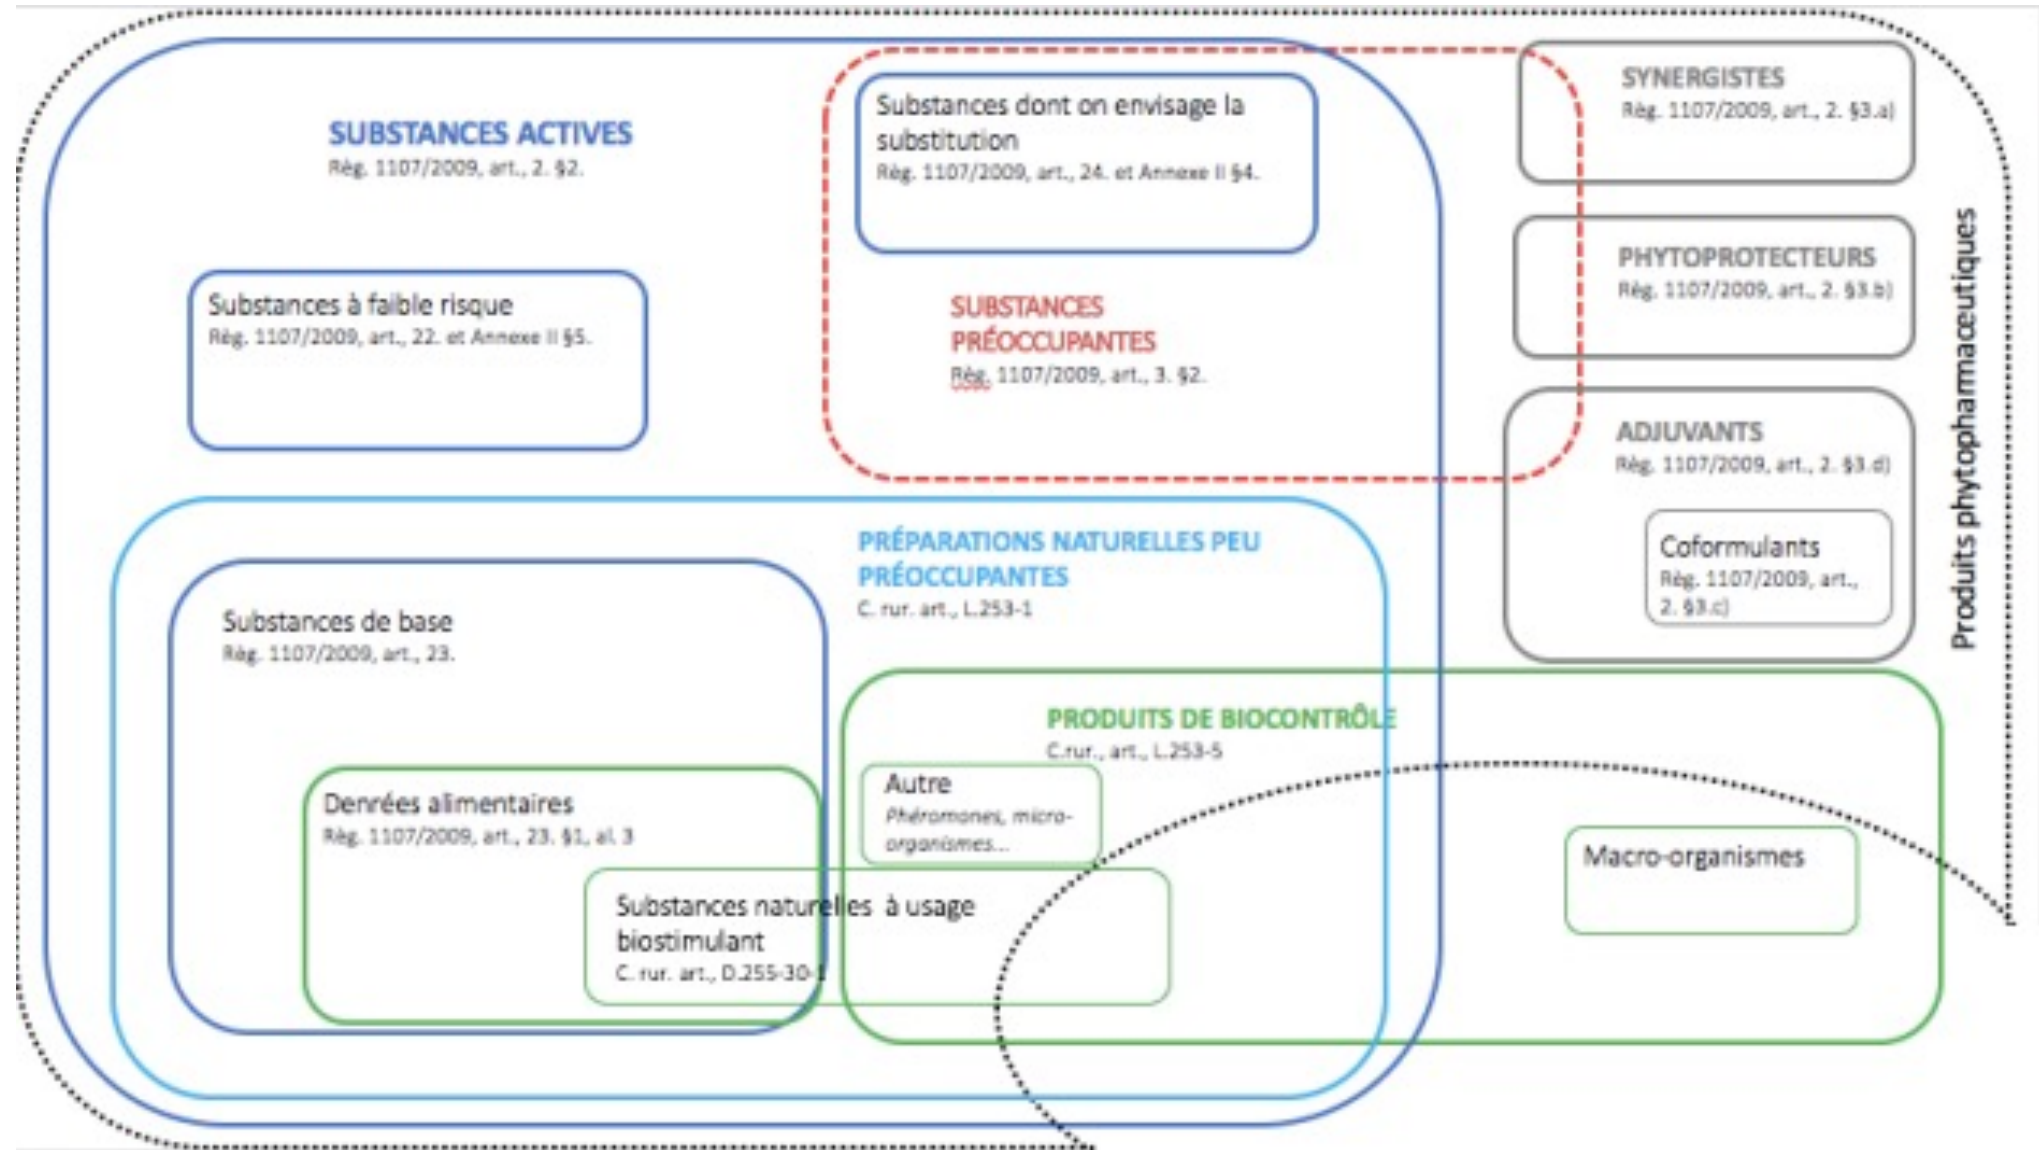 SUBSTANCES ACTIVES
Règ. 1107/2009, art., 2. §2.
Substances dont on envisage la
substitution
Règ. 1107/2009, art., 24. et Annexe II §4.
SYNERGISTES
Règ. 1107/2009, art., 2. §3.a)
Substances à faible risque
Règ. 1107/2009, art., 22. et Annexe II §5.
SUBSTANCES
PRÉOCCUPANTES
Règ. 1107/2009, art., 3. §2.
PHYTOPROTECTEURS
Règ. 1107/2009, art., 2. §3.b)
ADJUVANTS
Règ. 1107/2009, art., 2. §3.d)
Coformulants
Règ. 1107/2009, art.,
2. §3.c)
Produits phytopharmaceutiques
PRÉPARATIONS NATURELLES PEU
PRÉOCCUPANTES
C. rur. art., L.253-1
Substances de base
Règ. 1107/2009, art., 23.
PRODUITS DE BIOCONTRÔLE
C.rur., art., L.253-5
Denrées alimentaires
Règ. 1107/2009, art., 23. §1, al. 3
Autre
Phéromones, micro-
organismes...
Macro-organismes
Substances naturelles à usage
biostimulant
C. rur. art., D.255-30-1